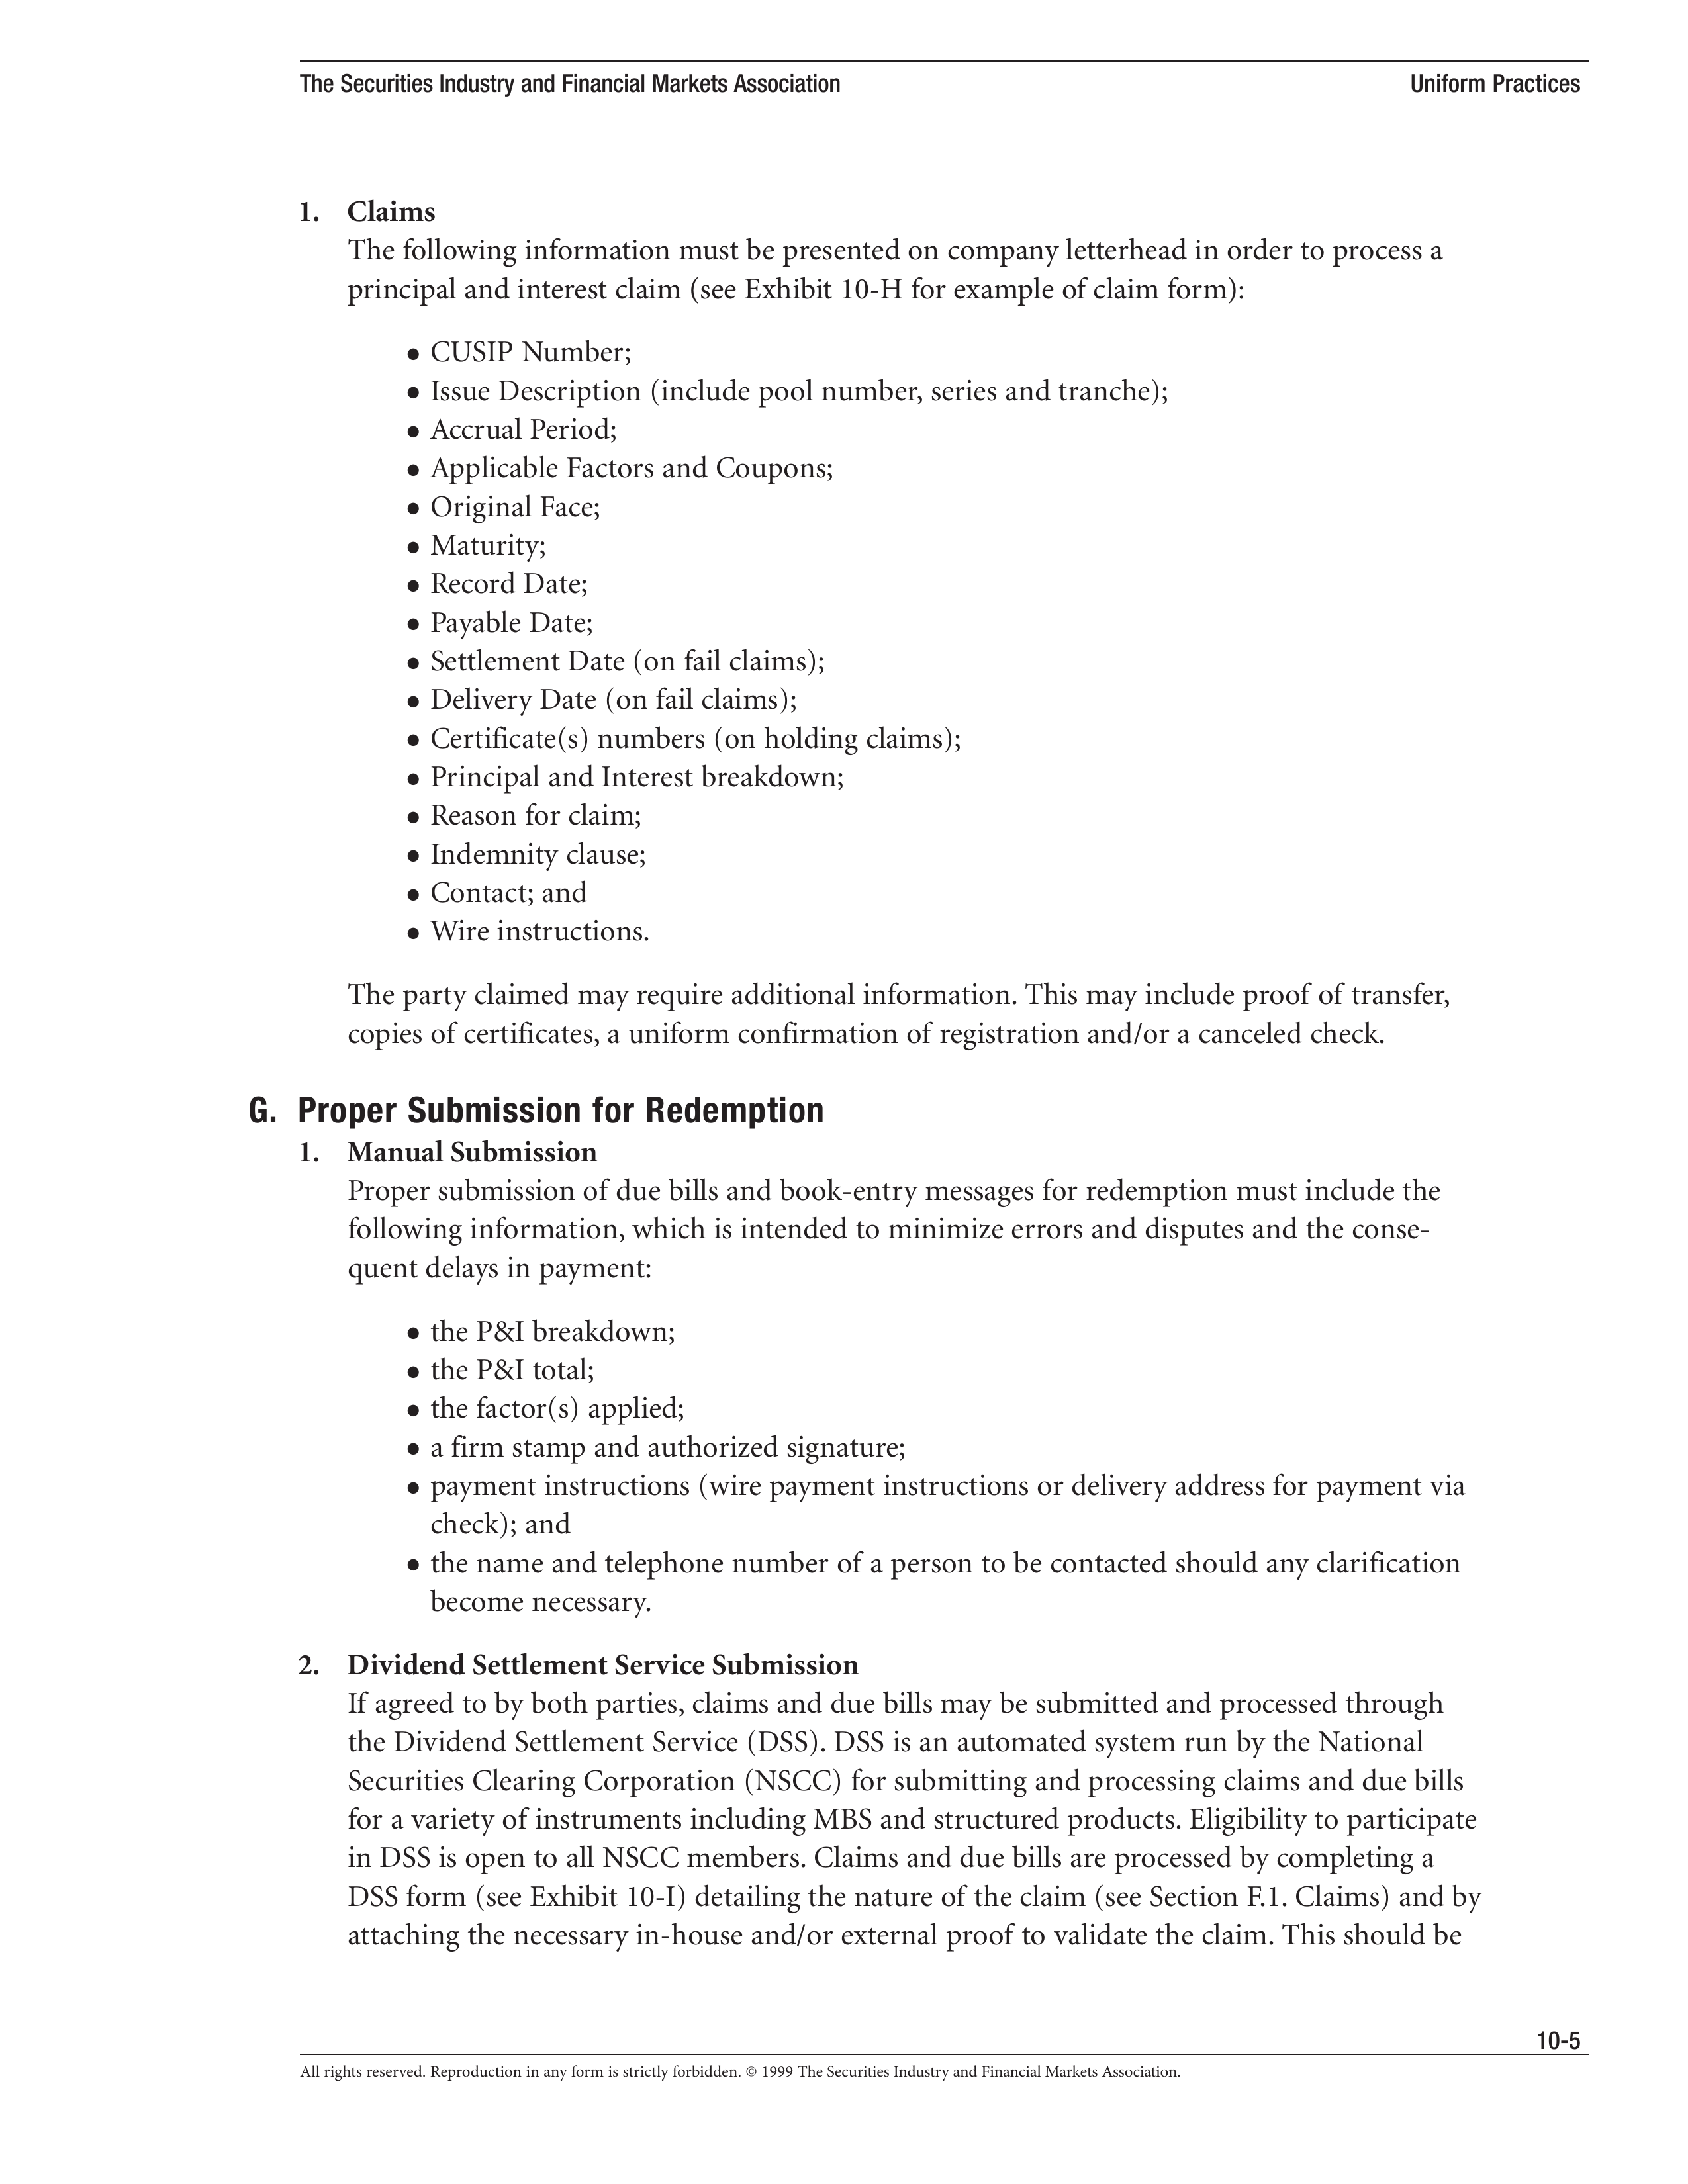 The Securities Industry and Financial Markets Association Uniform Practices
1. Claims
The following information must be presented on company letterhead in order to process a
principal and interest claim (see Exhibit 10-H for example of claim form):
• CUSIP Number;
• Issue Description (include pool number, series and tranche);
• Accrual Period;
• Applicable Factors and Coupons;
• Original Face;
• Maturity;
• Record Date;
• Payable Date;
• Settlement Date (on fail claims);
• Delivery Date (on fail claims);
• Certificate(s) numbers (on holding claims);
• Principal and Interest breakdown;
• Reason for claim;
• Indemnity clause;
• Contact; and
• Wire instructions.
The party claimed may require additional information. This may include proof of transfer,
copies of certificates, a uniform confirmation of registration and/or a canceled check.
G. Proper Submission for Redemption
1. Manual Submission
Proper submission of due bills and book-entry messages for redemption must include the
following information, which is intended to minimize errors and disputes and the conse-
quent delays in payment:
• the P&I breakdown;
• the P&I total;
• the factor(s) applied;
• a firm stamp and authorized signature;
• payment instructions (wire payment instructions or delivery address for payment via
check); and
• the name and telephone number of a person to be contacted should any clarification
become necessary.
2. Dividend Settlement Service Submission
If agreed to by both parties, claims and due bills may be submitted and processed through
the Dividend Settlement Service (DSS). DSS is an automated system run by the National
Securities Clearing Corporation (NSCC) for submitting and processing claims and due bills
for a variety of instruments including MBS and structured products. Eligibility to participate
in DSS is open to all NSCC members. Claims and due bills are processed by completing a
DSS form (see Exhibit 10-I) detailing the nature of the claim (see Section F.1. Claims) and by
attaching the necessary in-house and/or external proof to validate the claim. This should be
10-5
All rights reserved. Reproduction in any form is strictly forbidden. © 1999 The Securities Industry and Financial Markets Association.